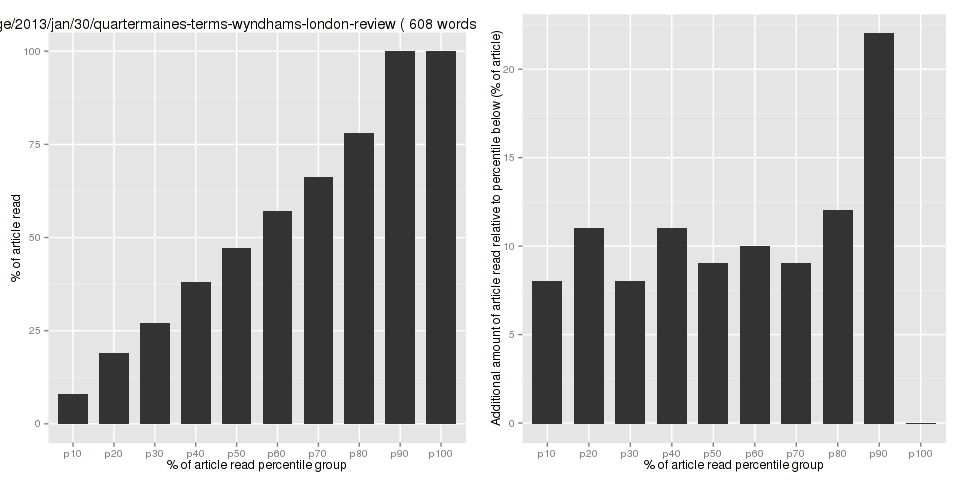 ge/2013/jan/30/quartermaines-terms-wyndhams-london-review ( 608 words
% of article read
100
75
50
25
0
p10 p20 p30 p40 p50 p60 p70 p80 p90 p100
% of article read percentile group
Additional amount of article read relative to percentile below (% of article)
20
15
10
5
0
p10 p20 p30 p40 p50 p60 p70 p80 p90 p100
% of article read percentile group